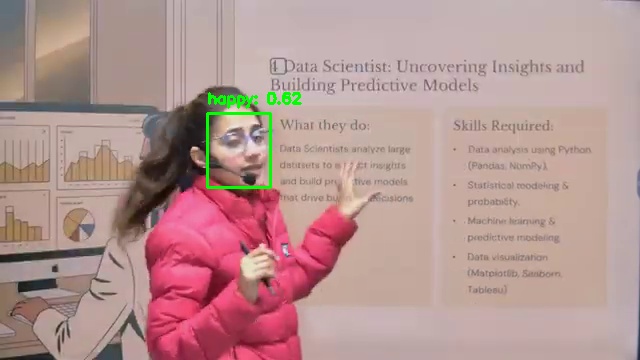 4 Data Scientist: Uncovering Insights and
Building Predictive Models
happy: 0.62
What they do:
Data Scientists analyze large
datasets to insights
and build predictive models
that drive decisions
Skills Required:
• Data analysis using Python
(Pandas, NumPy).
• Statistical modeling &
probability.
• Machine learning &
predictive modeling
• Data visualization
(Matplotlib, Seaborn,
Tableau)